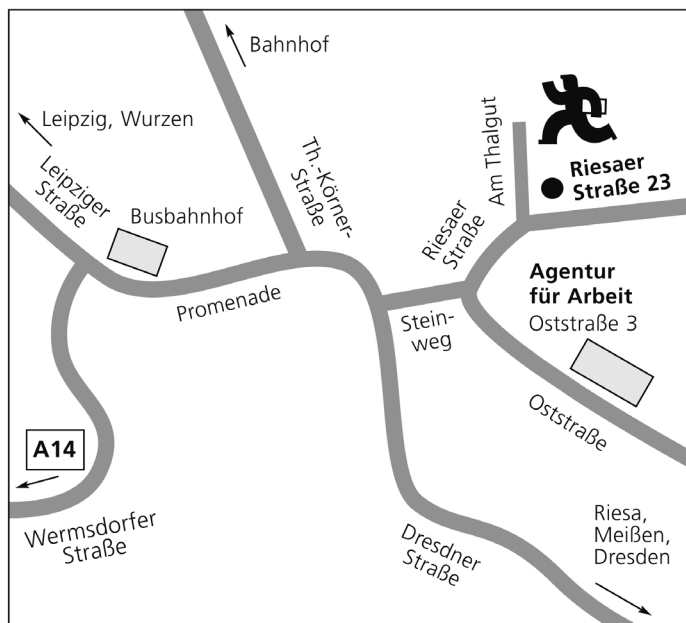 Bahnhof
Leipzig, Wurzen
Leipziger
Straße
Busbahnhof
Th.-Körner-
Straße
Am Thalgut
Riesaer
Straße 23
Riesaer
Straße
Promenade
Stein-
weg
Agentur
für Arbeit
Oststraße 3
Oststraße
A14
Wermsdorfer
Straße
Dresdner
Straße
Riesa,
Meißen,
Dresden